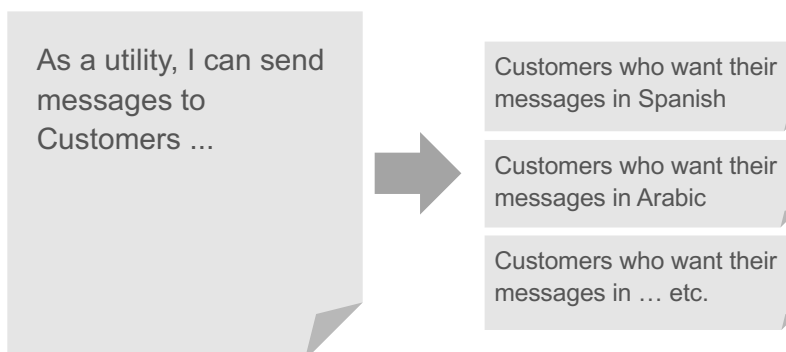 As a utility, I can send
messages to
Customers ...
Customers who want their
messages in Spanish
Customers who want their
messages in Arabic
Customers who want their
messages in … etc.